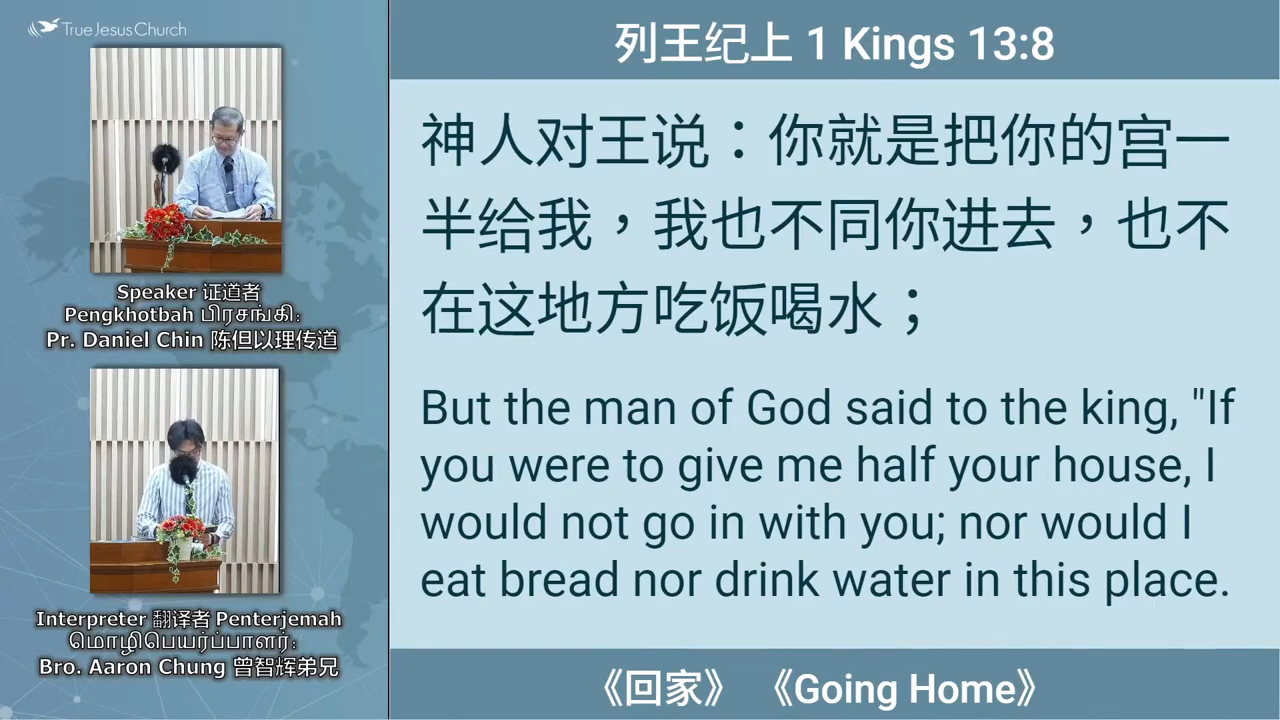 True Jesus Church
Speaker 证道者
Pengkhotbah பிரசங்கி:
Pr. Daniel Chin 陈但以理传道
Interpreter 翻译者 Penterjemah
மொழிபெயர்ப்பாளர்:
Bro. Aaron Chung 曾智辉弟兄
列王纪上 1 Kings 13:8
神人对王说：你就是把你的宫一
半给我，我也不同你进去，也不
在这地方吃饭喝水；
But the man of God said to the king, "If
you were to give me half your house, I
would not go in with you; nor would I
eat bread nor drink water in this place.
《回家》 《Going Home》